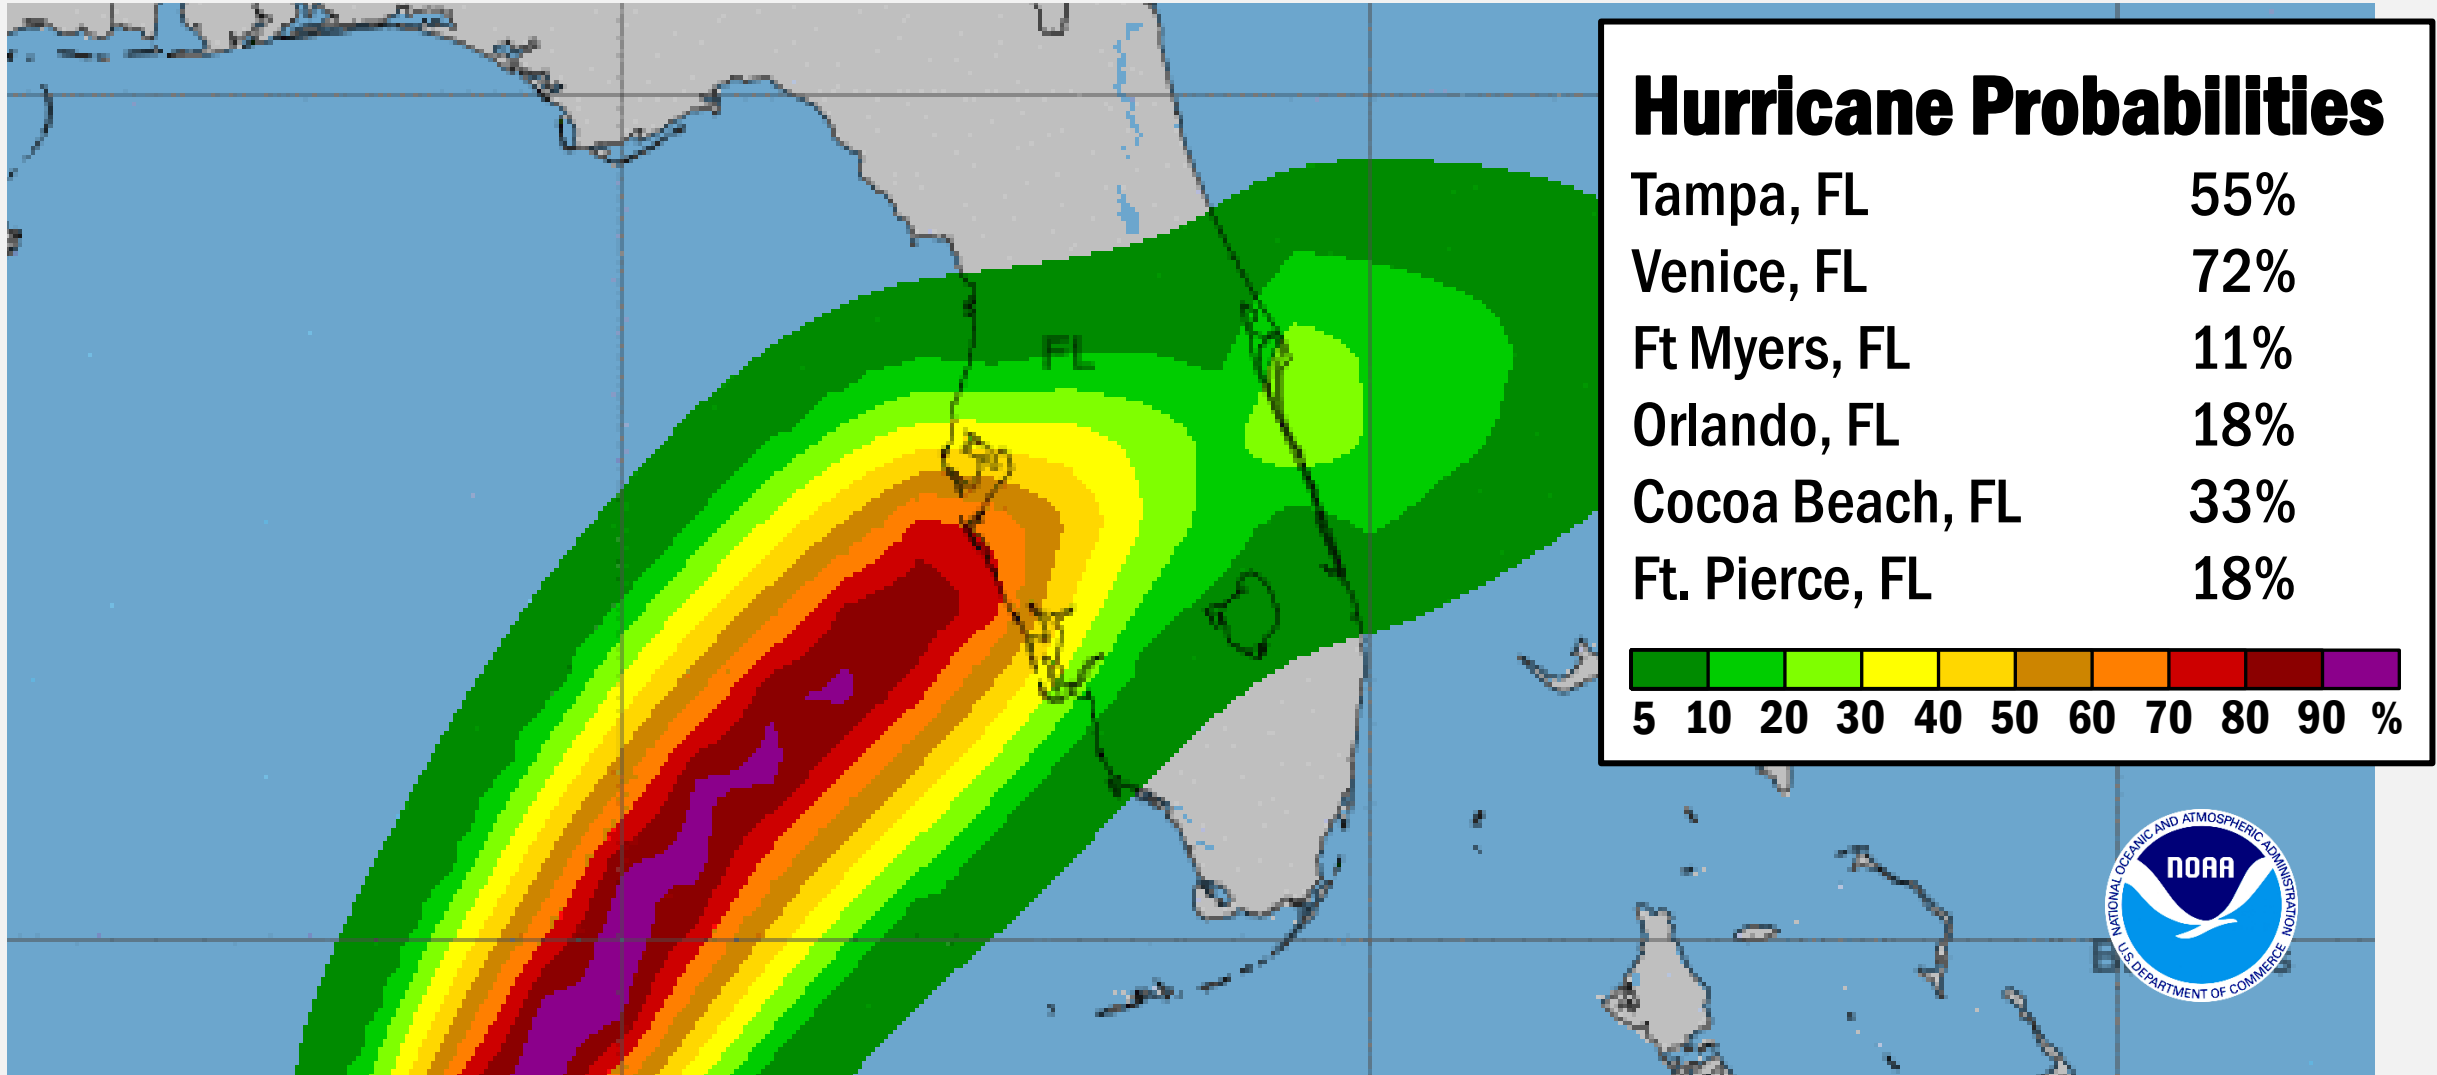 Hurricane Probabilities
Tampa, FL 55%
Venice, FL 72%
Ft Myers, FL 11%
Orlando, FL 18%
Cocoa Beach, FL 33%
Ft. Pierce, FL 18%
5 10 20 30 40 50 60 70 80 90 %
FL
NATIONAL OCEANIC AND ATMOSPHERIC ADMINISTRATION
NOAA
U.S. DEPARTMENT OF COMMERCE